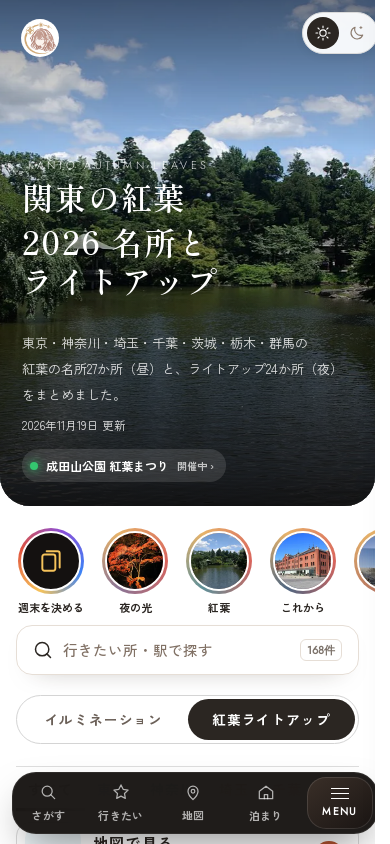 KANTO AUTUMN LEAVES
関東の紅葉
2026 名所と
ライトアップ
東京・神奈川・埼玉・千葉・茨城・栃木・群馬の
紅葉の名所27か所（昼）と、ライトアップ24か所（夜）
をまとめました。
2026年11月19日 更新
成田山公園 紅葉まつり 開催中 ›
週末を決める 夜の光 紅葉 これから
行きたい所・駅で探す 168件
イルミネーション 紅葉ライトアップ
さがす 行きたい 地図 泊まり MENU
地図で見る